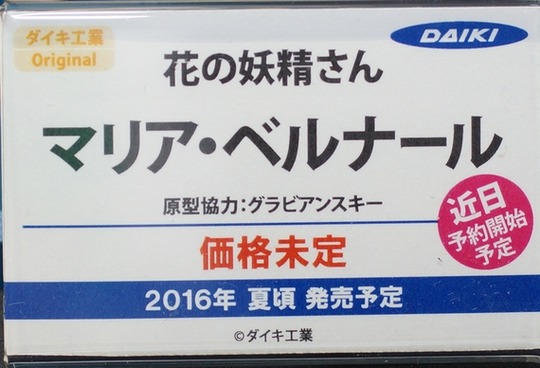 ダイキ工業
Original
DAIKI
花の妖精さん
マリア・ベルナール
原型協力：グラビアンスキー
近日
予約開始
予定
価格未定
2016年 夏頃 発売予定
©ダイキ工業